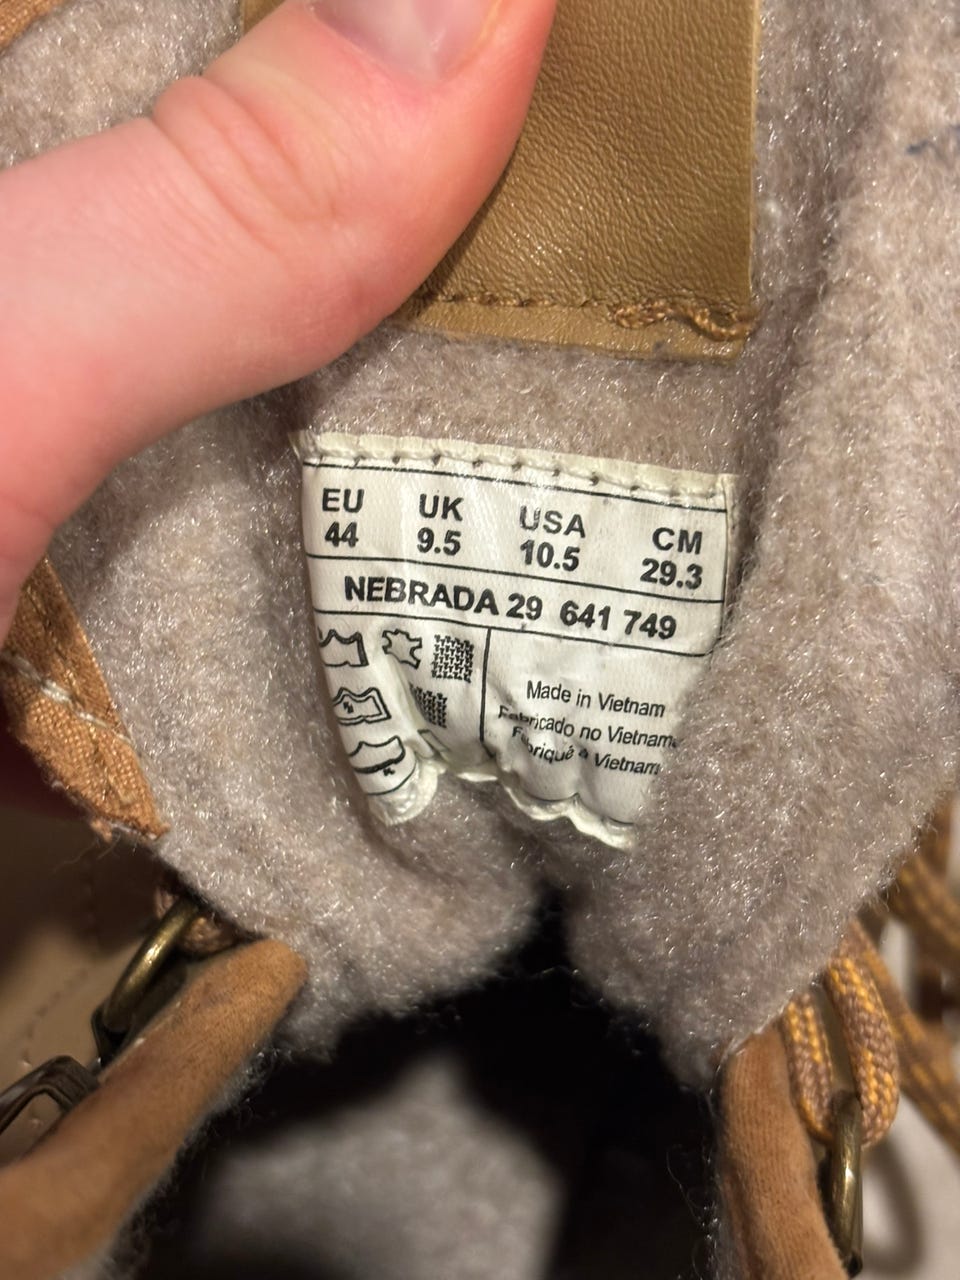 EU UK USA CM
44 9.5 10.5 29.3
NEBRADA 29 641 749
Made in Vietnam
Fabricado no Vietnam
Fabriqué à Vietnam